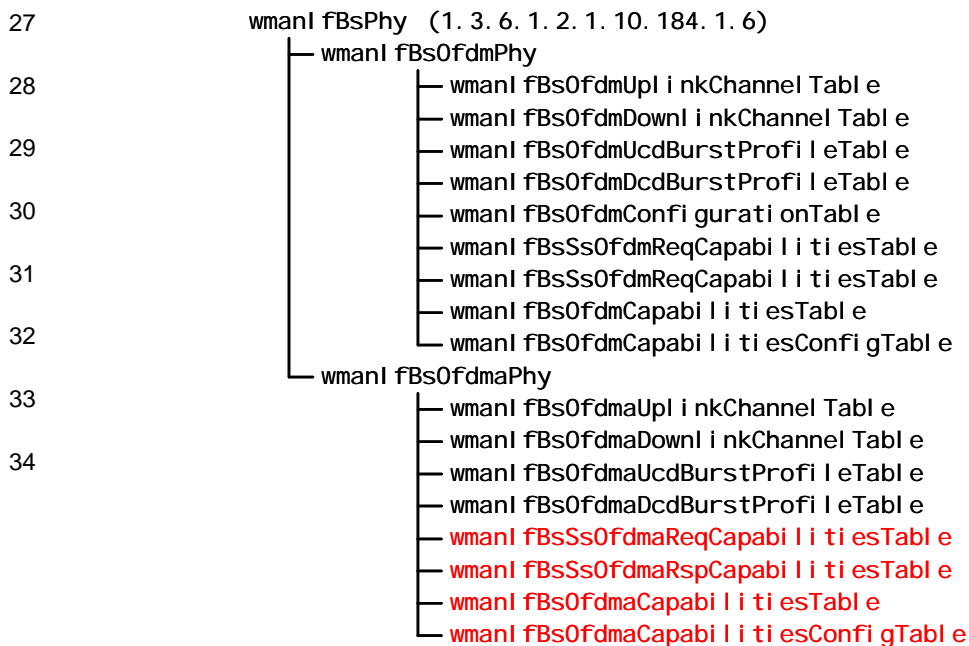 27 wmanIfBsPhy (1.3.6.1.2.1.10.184.1.6)
wmanIfBsOfdmPhy
28 wmanIfBsOfdmUplinkChannelTable
wmanIfBsOfdmDownlinkChannelTable
29 wmanIfBsOfdmUcdBurstProfileTable
wmanIfBsOfdmDcdBurstProfileTable
30 wmanIfBsOfdmConfigurationTable
wmanIfBsSsOfdmReqCapabilitiesTable
31 wmanIfBsSsOfdmReqCapabilitiesTable
wmanIfBsOfdmCapabilitiesTable
32 wmanIfBsOfdmCapabilitiesConfigTable
wmanIfBsOfdmaPhy
33 wmanIfBsOfdmaUplinkChannelTable
wmanIfBsOfdmaDownlinkChannelTable
34 wmanIfBsOfdmaUcdBurstProfileTable
wmanIfBsOfdmaDcdBurstProfileTable
wmanIfBsSsOfdmaReqCapabilitiesTable
wmanIfBsSsOfdmaRspCapabilitiesTable
wmanIfBsOfdmaCapabilitiesTable
wmanIfBsOfdmaCapabilitiesConfigTable